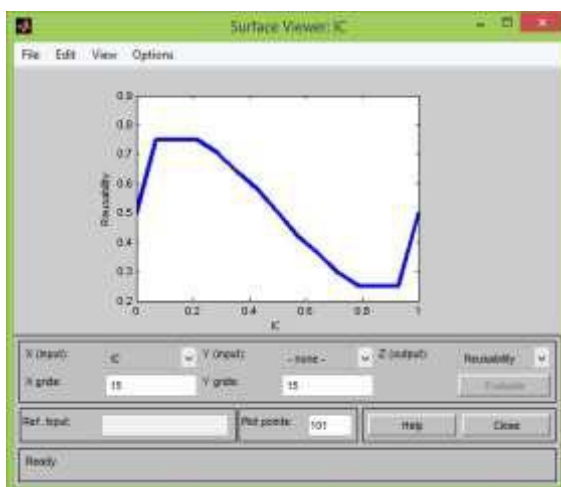 Surface Viewer: IC
File Edit View Options
0.9
0.8
0.7
0.6
0.5
0.4
0.3
0.2
Reusability
0 0.2 0.4 0.6 0.8 1
IC
X (input): IC Y (input): - none - Z (output): Reusability
X grids: 15 Y grids: 15 Evaluate
Ref. Input: Plot points: 101 Help Close
Ready